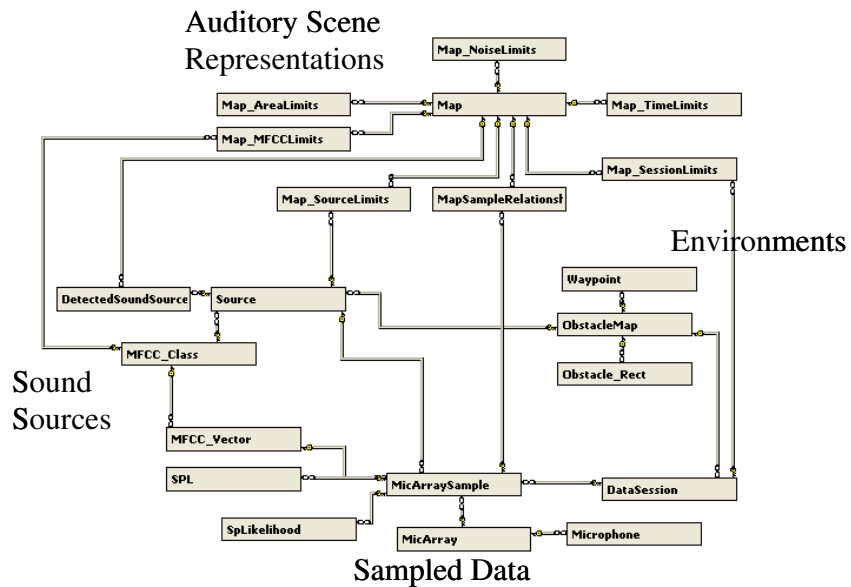 Auditory Scene
Representations
Map_NoiseLimits
Map_AreaLimits
Map
Map_TimeLimits
Map_MFCCLimits
Map_SessionLimits
Map_SourceLimits
MapSampleRelationsh
Environments
Waypoint
DetectedSoundSource
Source
ObstacleMap
MFCC_Class
Obstacle_Rect
Sound
Sources
MFCC_Vector
SPL
MicArraySample
DataSession
SpLikelihood
MicArray
Microphone
Sampled Data